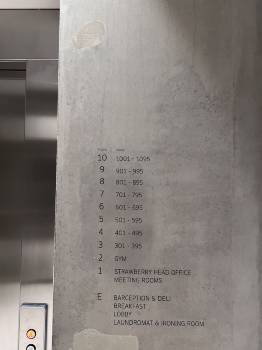 10 1001 - 1095
9 901 - 995
8 801 - 895
7 701 - 795
6 601 - 695
5 501 - 595
4 401 - 495
3 301 - 395
2 GYM
1 STRAWBERRY HEAD OFFICE
MEETING ROOMS
E BARCEPTION & DELI
BREAKFAST
LOBBY
LAUNDROMAT & IRONING ROOM